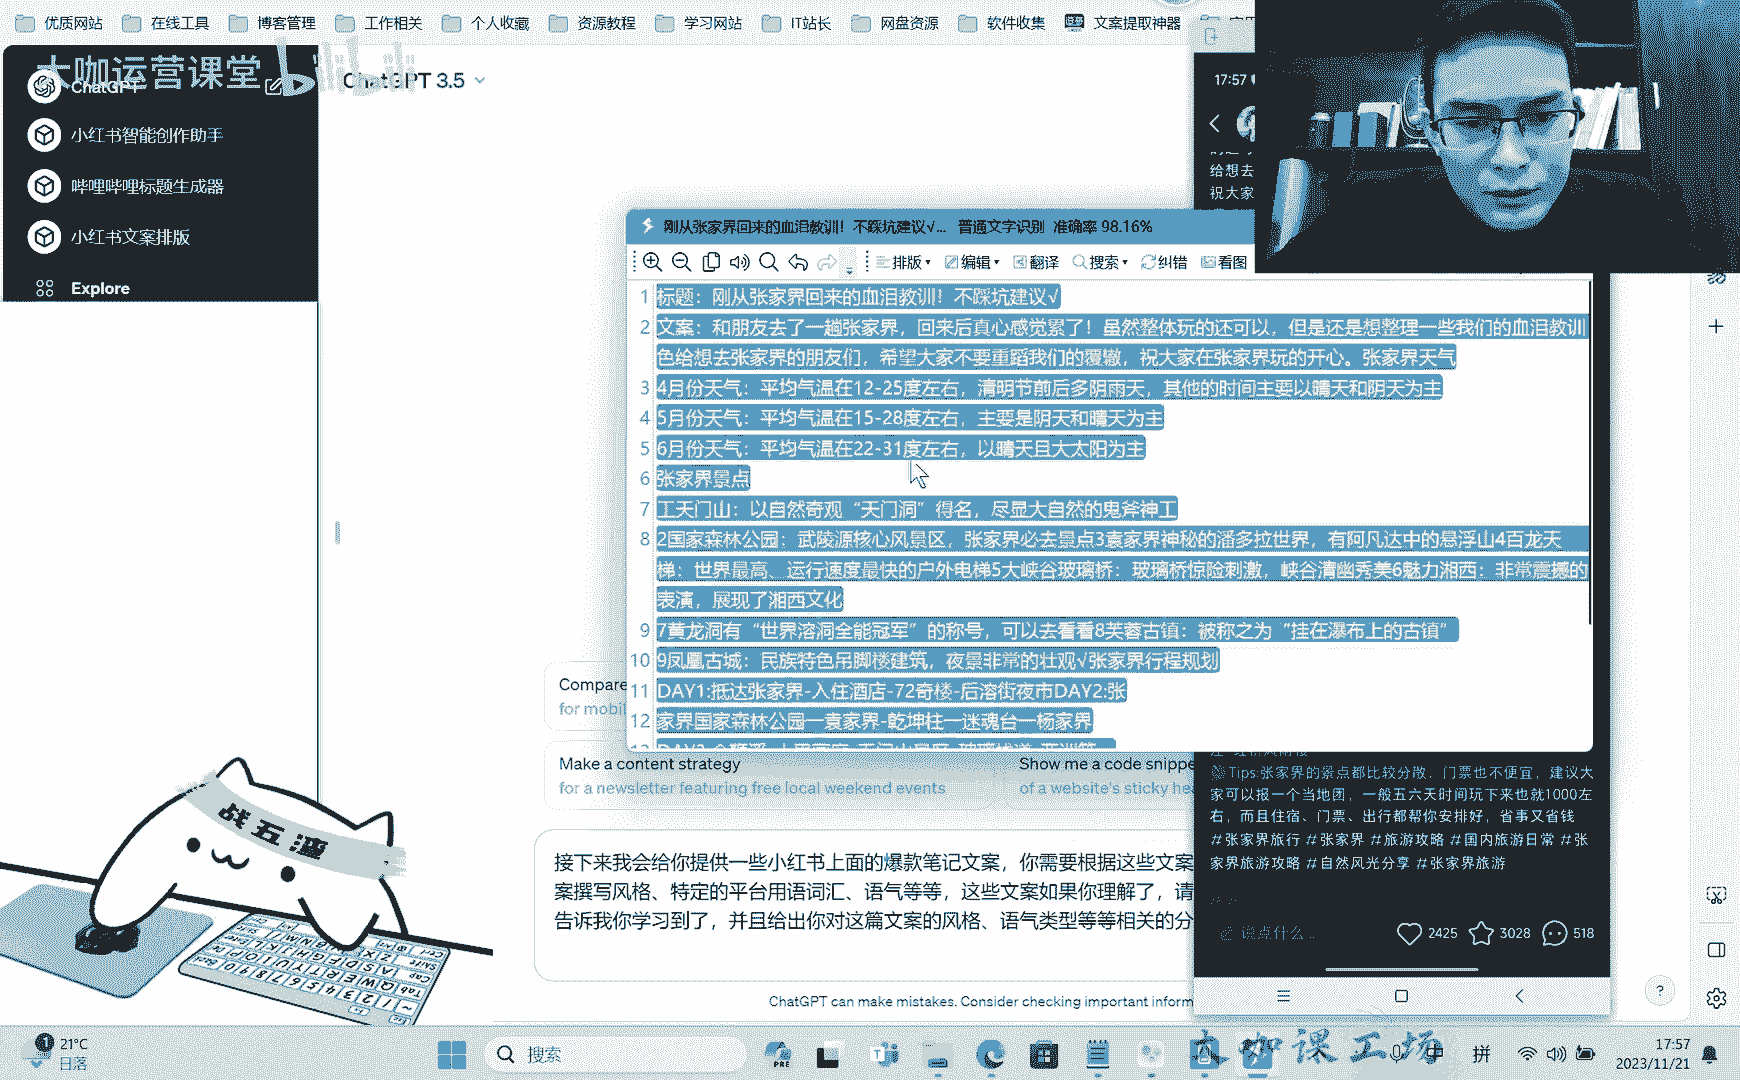 优质网站 在线工具 博客管理 工作相关 个人收藏 资源教程 学习网站 IT站长 网盘资源 软件收集 文案提取神器
大咖运营课堂
ChatGPT
ChatGPT 3.5
小红书智能创作助手
哔哩哔哩标题生成器
小红书文案排版
Explore
17:57
给想去
祝大家
刚从张家界回来的血泪教训！不踩坑建议√... 普通文字识别 准确率 98.16%
排版 编辑 翻译 搜索 纠错 看图
1 标题：刚从张家界回来的血泪教训！不踩坑建议√
2 文案：和朋友去了一趟张家界，回来后真心感觉累了！虽然整体玩的还可以，但是还是想整理一些我们的血泪教训
色给想去张家界的朋友们，希望大家不要重蹈我们的覆辙，祝大家在张家界玩的开心。张家界天气
3 4月份天气：平均气温在12-25度左右，清明节前后多阴雨天，其他的时间主要以晴天和阴天为主
4 5月份天气：平均气温在15-28度左右，主要是阴天和晴天为主
5 6月份天气：平均气温在22-31度左右，以晴天且大太阳为主
6 张家界景点
7 工天门山：以自然奇观“天门洞”得名，尽显大自然的鬼斧神工
8 2国家森林公园：武陵源核心风景区，张家界必去景点3袁家界神秘的潘多拉世界，有阿凡达中的悬浮山4百龙天
梯：世界最高、运行速度最快的户外电梯5大峡谷玻璃桥：玻璃桥惊险刺激，峡谷清幽秀美6魅力湘西：非常震撼的
表演，展现了湘西文化
9 7黄龙洞有“世界溶洞全能冠军”的称号，可以去看看8芙蓉古镇：被称之为“挂在瀑布上的古镇”
10 9凤凰古城：民族特色吊脚楼建筑，夜景非常的壮观√张家界行程规划
11 DAY1:抵达张家界-入住酒店-72奇楼-后溶街夜市DAY2:张
12 家界国家森林公园一袁家界-乾坤柱一迷魂台一杨家界
Compare
for mobil
Make a content strategy
for a newsletter featuring free local weekend events
Show me a code snippe
of a website's sticky hea
Tips:张家界的景点都比较分散，门票也不便宜，建议大
家可以报一个当地团，一般五六天时间玩下来也就1000左
右，而且住宿、门票、出行都帮你安排好，省事又省钱
#张家界旅行 #张家界 #旅游攻略 #国内旅游日常 #张
家界旅游攻略 #自然风光分享 #张家界旅游
说点什么...
2425 3028 518
接下来我会给你提供一些小红书上面的爆款笔记文案，你需要根据这些文案
案撰写风格、特定的平台用语词汇、语气等等，这些文案如果你理解了，请
告诉我你学习到了，并且给出你对这篇文案的风格、语气类型等等相关的分
ChatGPT can make mistakes. Consider checking important inform
?
战五渣
大咖课工场
1 21°C
日落
搜索
PRE
中 拼
17:57
2023/11/21